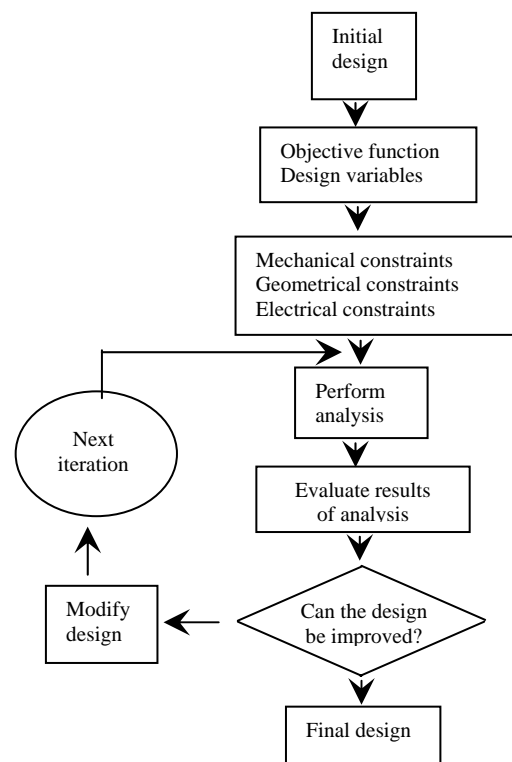 Initial
design
Objective function
Design variables
Mechanical constraints
Geometrical constraints
Electrical constraints
Perform
analysis
Next
iteration
Evaluate results
of analysis
Can the design
be improved?
Modify
design
Final design